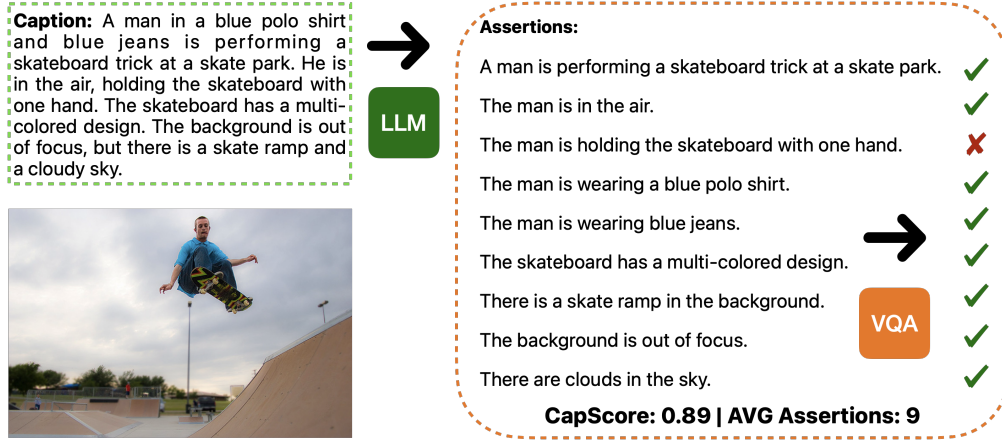 Caption: A man in a blue polo shirt
and blue jeans is performing a
skateboard trick at a skate park. He is
in the air, holding the skateboard with
one hand. The skateboard has a multi-
colored design. The background is out
of focus, but there is a skate ramp and
a cloudy sky.
LLM
Assertions:
A man is performing a skateboard trick at a skate park.
The man is in the air.
The man is holding the skateboard with one hand.
The man is wearing a blue polo shirt.
The man is wearing blue jeans.
The skateboard has a multi-colored design.
There is a skate ramp in the background.
The background is out of focus.
There are clouds in the sky.
VQA
CapScore: 0.89 | AVG Assertions: 9